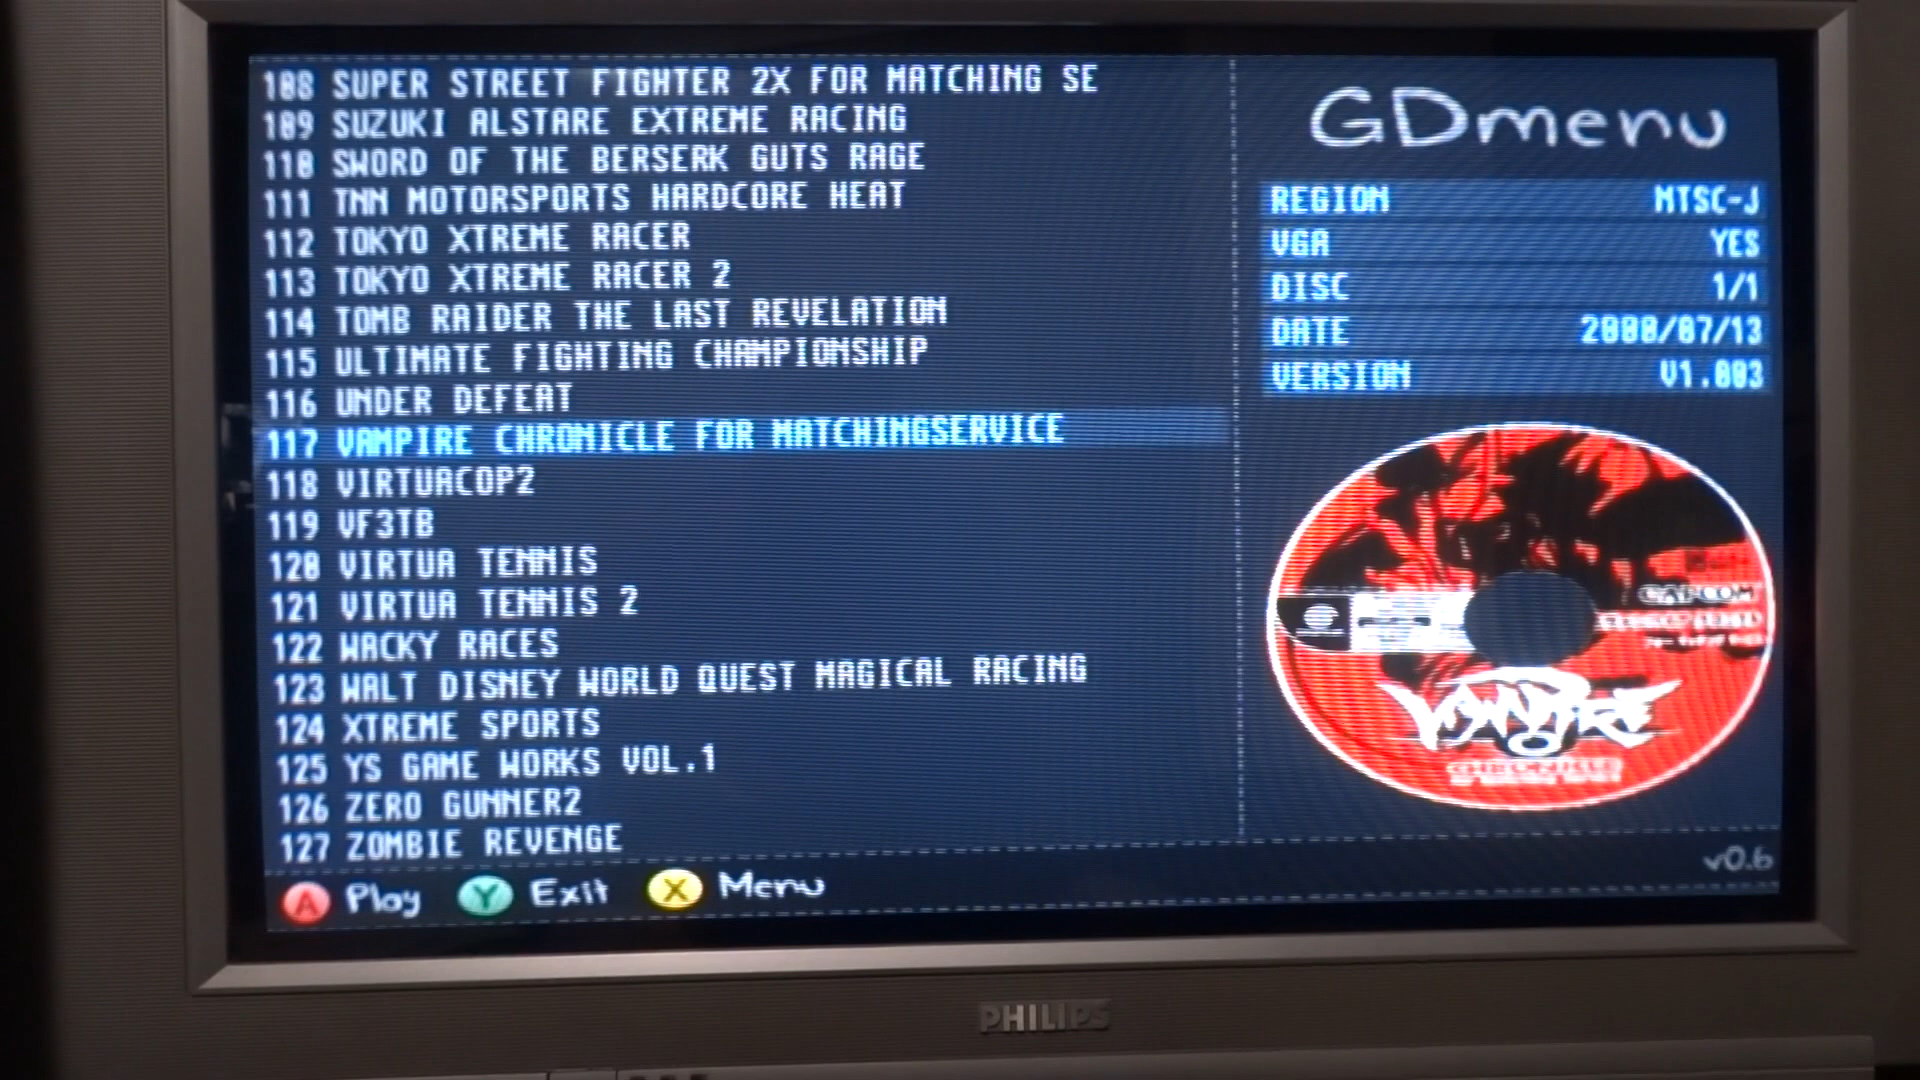 108 SUPER STREET FIGHTER 2X FOR MATCHING SE
109 SUZUKI ALSTARE EXTREME RACING
110 SWORD OF THE BERSERK GUTS RAGE
111 TNN MOTORSPORTS HARDCORE HEAT
112 TOKYO XTREME RACER
113 TOKYO XTREME RACER 2
114 TOMB RAIDER THE LAST REVELATION
115 ULTIMATE FIGHTING CHAMPIONSHIP
116 UNDER DEFEAT
117 VAMPIRE CHRONICLE FOR MATCHINGSERVICE
118 VIRTUACOP2
119 VF3TB
120 VIRTUA TENNIS
121 VIRTUA TENNIS 2
122 WACKY RACES
123 WALT DISNEY WORLD QUEST MAGICAL RACING
124 XTREME SPORTS
125 YS GAME WORKS VOL.1
126 ZERO GUNNER2
127 ZOMBIE REVENGE
A Play Y Exit X Menu
GDmenu
REGION NTSC-J
VGA YES
DISC 1/1
DATE 2000/07/13
VERSION V1.003
CAPCOM
VAMPIRE
CHRONICLE
v0.6
PHILIPS